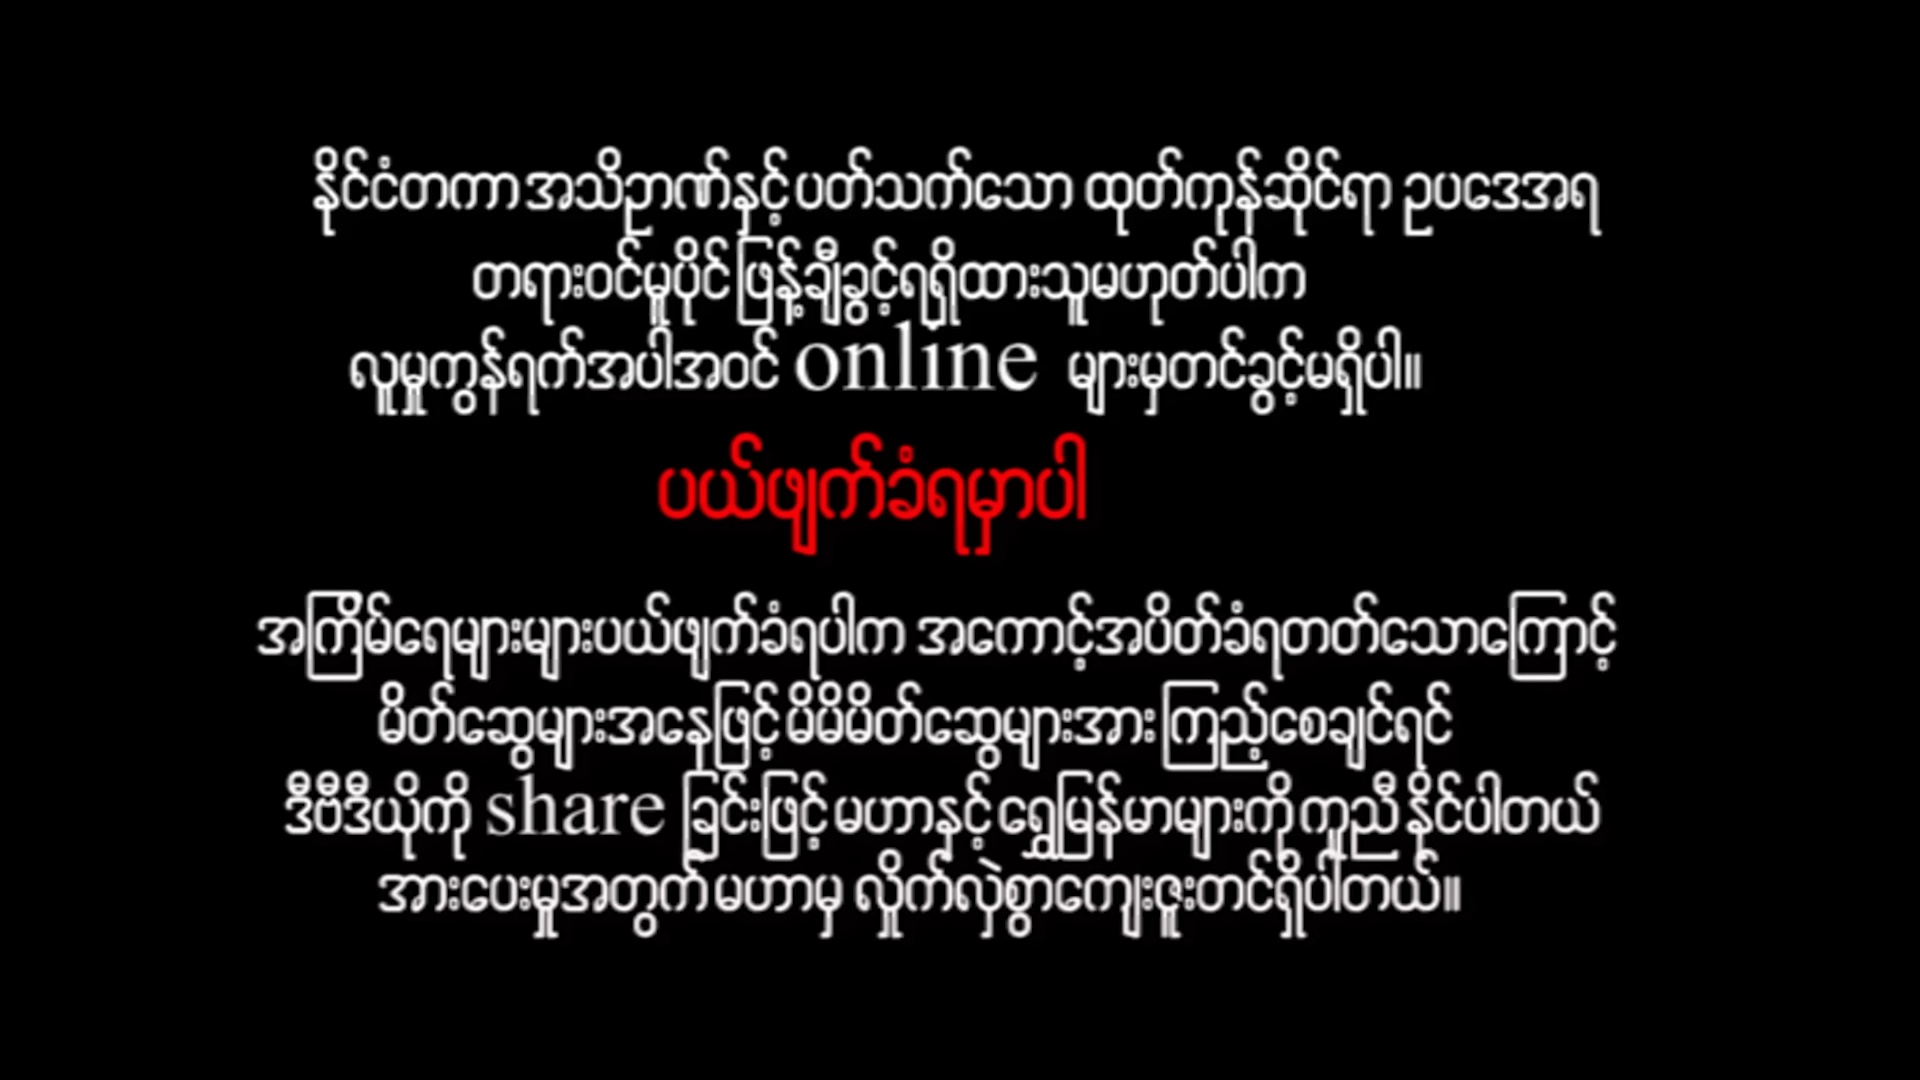 နိုင်ငံတကာ အသိဉာဏ်နှင့် ပတ်သက်သော ထုတ်ကုန်ဆိုင်ရာ ဥပဒေအရ
တရားဝင်မူပိုင် ဖြန့်ချီခွင့်ရရှိထားသူမဟုတ်ပါက
လူမှုကွန်ရက်အပါအဝင် online များမှတင်ခွင့်မရှိပါ။
ပယ်ဖျက်ခံရမှာပါ
အကြိမ်ရေများများပယ်ဖျက်ခံရပါက အကောင့်အပိတ်ခံရတတ်သောကြောင့်
မိတ်ဆွေများအနေဖြင့် မိမိမိတ်ဆွေများအား ကြည့်စေချင်ရင်
ဒီဗီဒီယိုကို share ခြင်းဖြင့် မဟာနှင့် ရွှေမြန်မာများကို ကူညီ နိုင်ပါတယ်
အားပေးမှုအတွက် မဟာမှ လှိုက်လှဲစွာကျေးဇူးတင်ရှိပါတယ်။